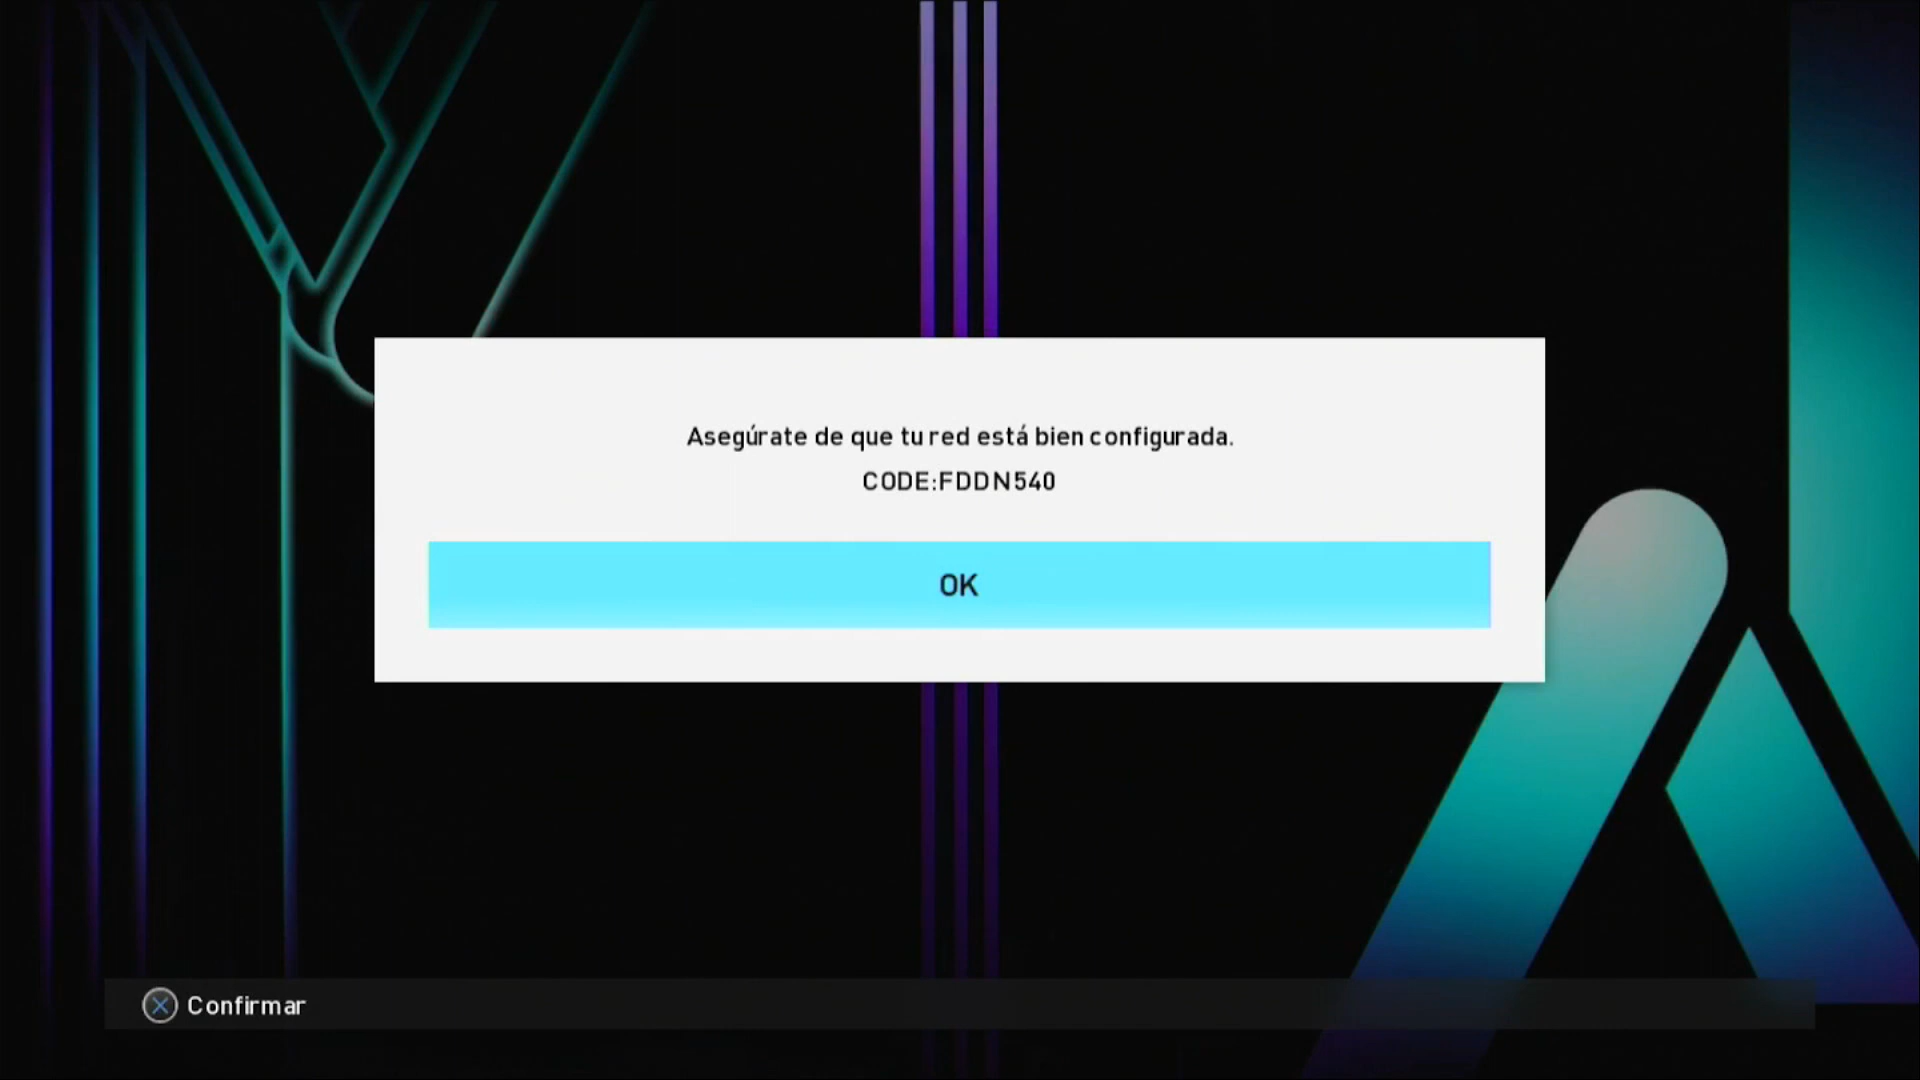 Asegúrate de que tu red está bien configurada.
CODE:FDDN540
OK
Confirmar